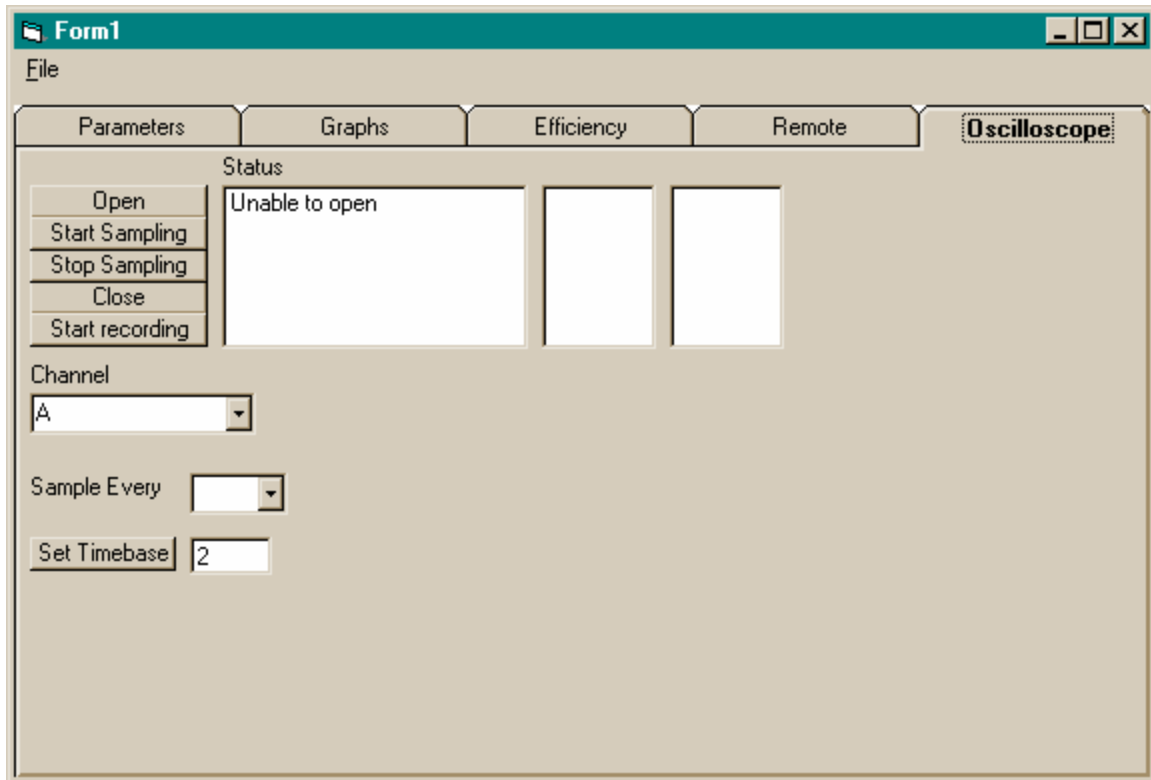 Form1
File
Parameters Graphs Efficiency Remote Oscilloscope
Status
Open
Unable to open
Start Sampling
Stop Sampling
Close
Start recording
Channel
A
Sample Every
Set Timebase 2